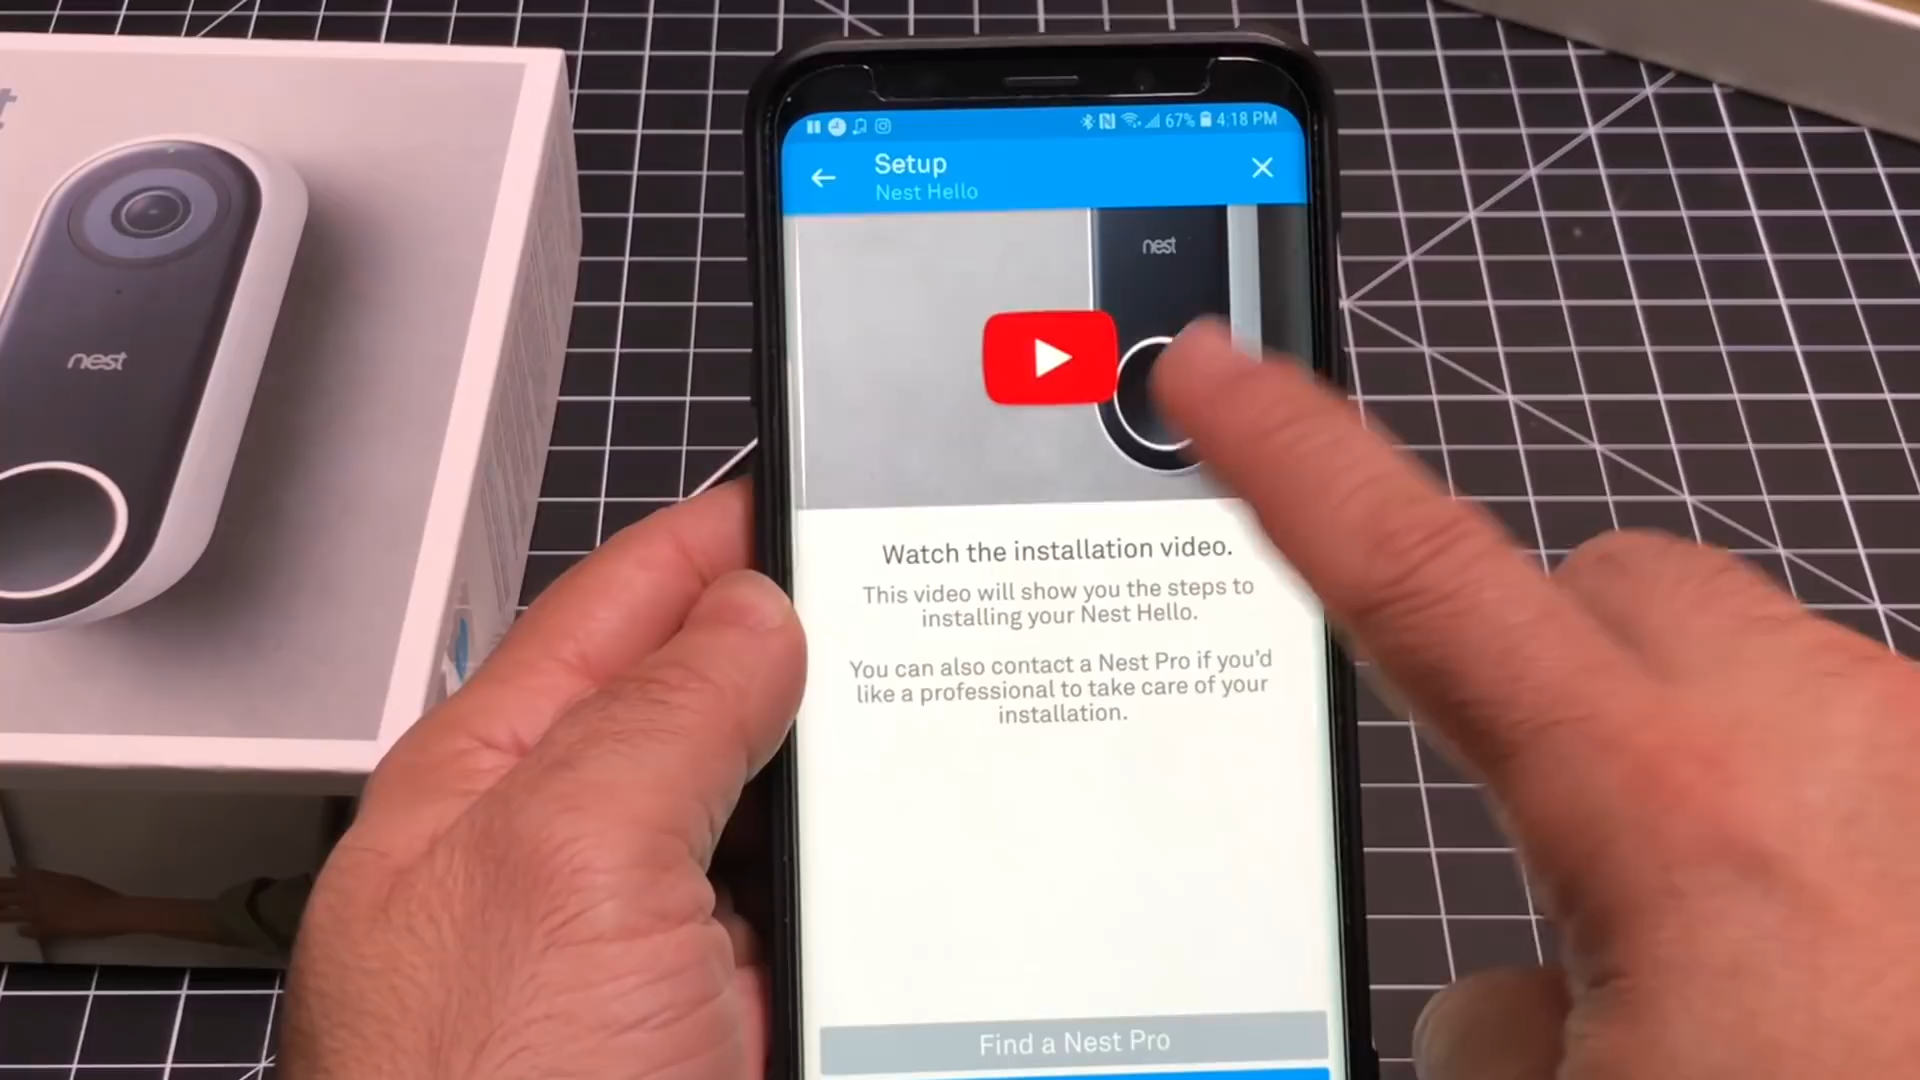 nest
67% 4:18 PM
Setup
Nest Hello
nest
Watch the installation video.
This video will show you the steps to
installing your Nest Hello.
You can also contact a Nest Pro if you'd
like a professional to take care of your
installation.
Find a Nest Pro